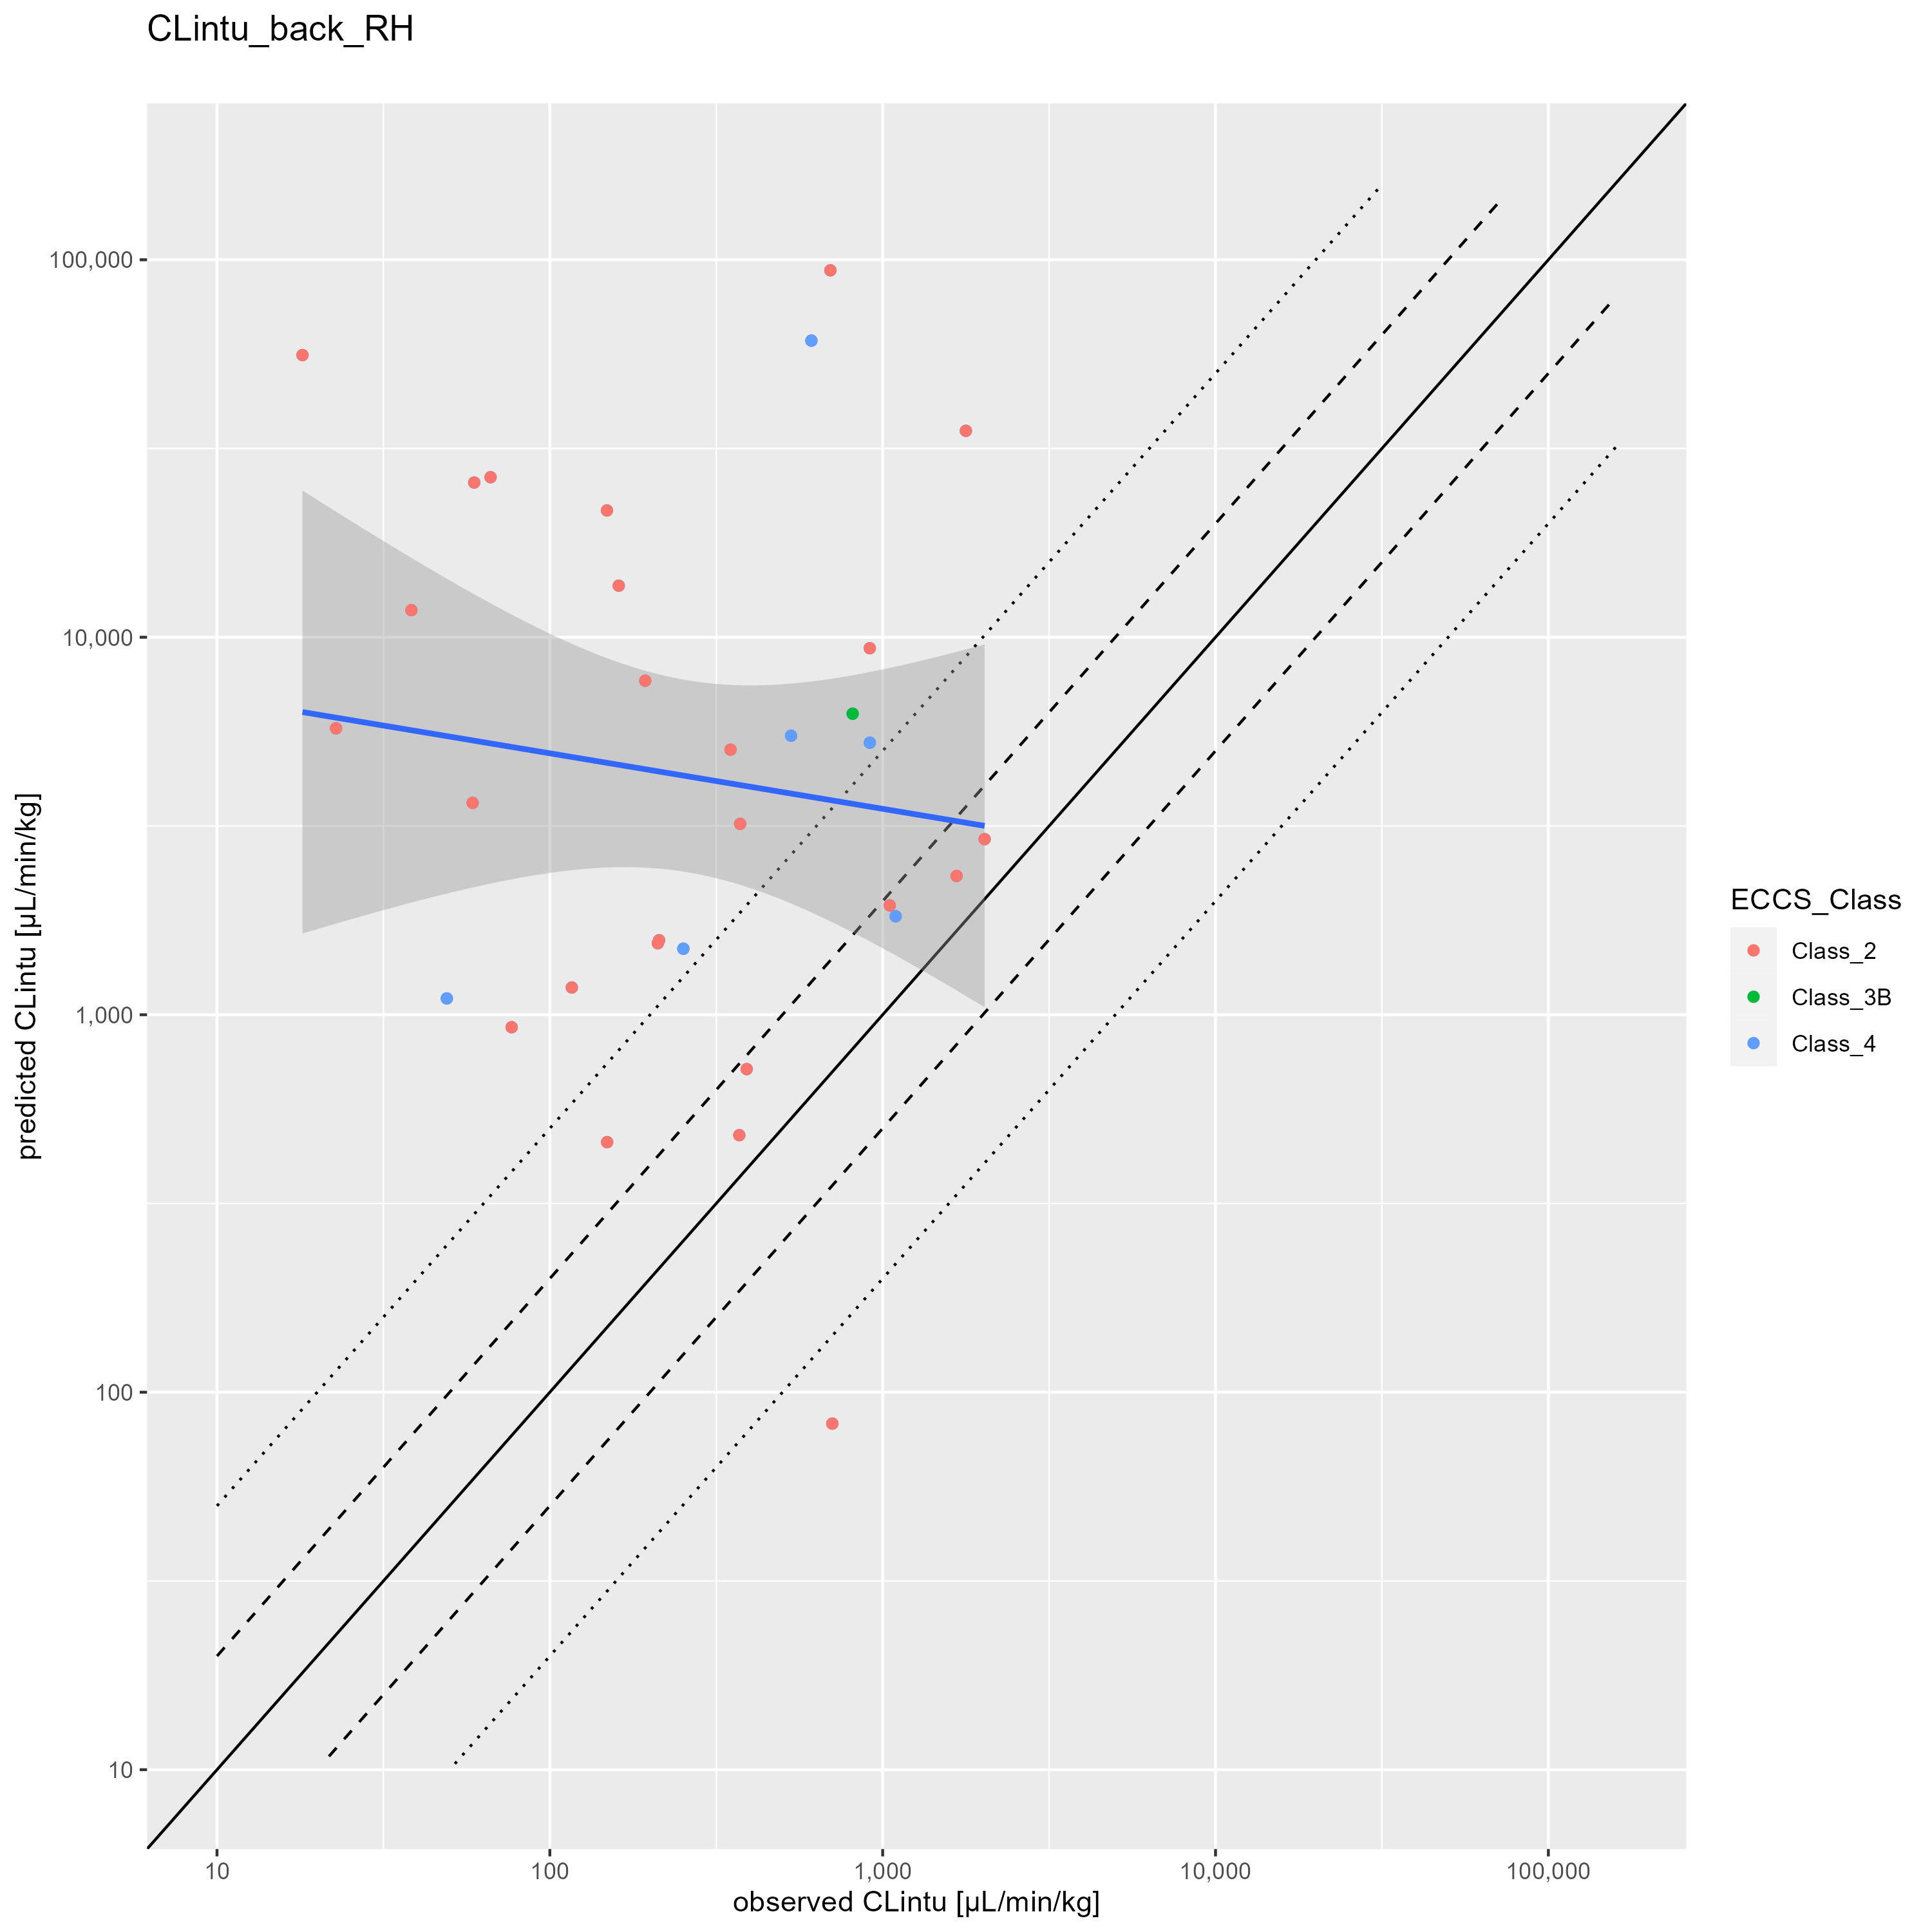 CLintu_back_RH
100,000
10,000
1,000
100
10
predicted CLintu [µL/min/kg]
10
100
1,000
10,000
100,000
observed CLintu [µL/min/kg]
ECCS_Class
Class_2
Class_3B
Class_4